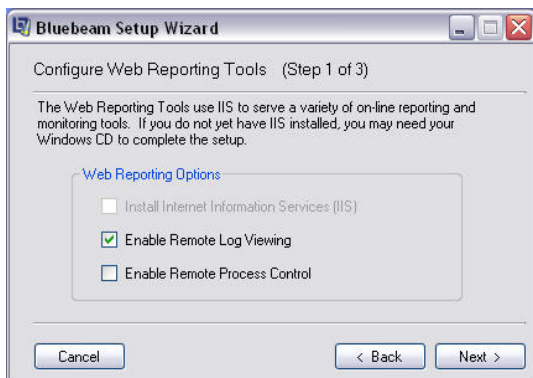 Bluebeam Setup Wizard
Configure Web Reporting Tools (Step 1 of 3)
The Web Reporting Tools use IIS to serve a variety of on-line reporting and
monitoring tools. If you do not yet have IIS installed, you may need your
Windows CD to complete the setup.
Web Reporting Options
Install Internet Information Services (IIS)
Enable Remote Log Viewing
Enable Remote Process Control
Cancel
< Back
Next >